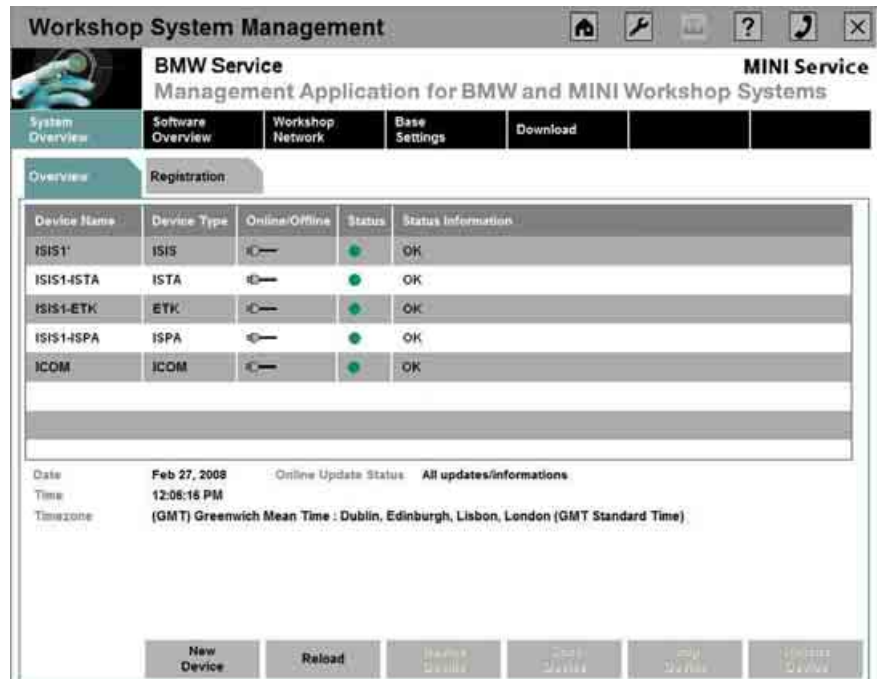 Workshop System Management
?
BMW Service
MINI Service
Management Application for BMW and MINI Workshop Systems
System Overview
Software Overview
Workshop Network
Base Settings
Download
Overview
Registration
Device Name Device Type Online/Offline Status Status Information
ISIS1' ISIS OK
ISIS1-ISTA ISTA OK
ISIS1-ETK ETK OK
ISIS1-ISPA ISPA OK
ICOM ICOM OK
Date Feb 27, 2008 Online Update Status All updates/informations
Time 12:06:16 PM
Timezone (GMT) Greenwich Mean Time : Dublin, Edinburgh, Lisbon, London (GMT Standard Time)
New Device
Reload
Device
Device
Device
Device